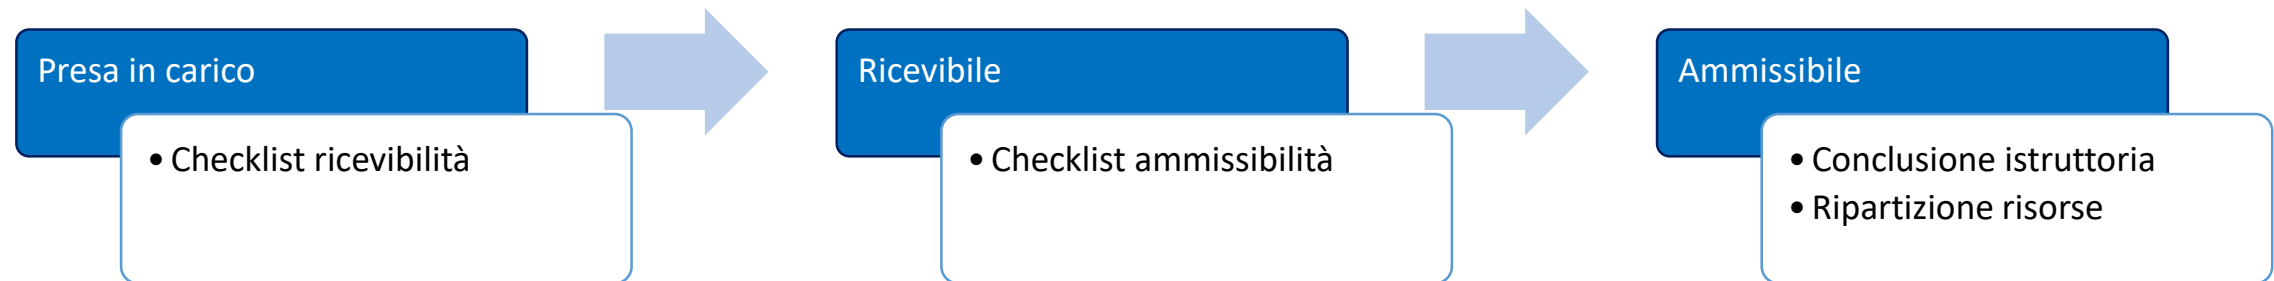 Presa in carico
• Checklist ricevibilità
Ricevibile
• Checklist ammissibilità
Ammissibile
• Conclusione istruttoria
• Ripartizione risorse